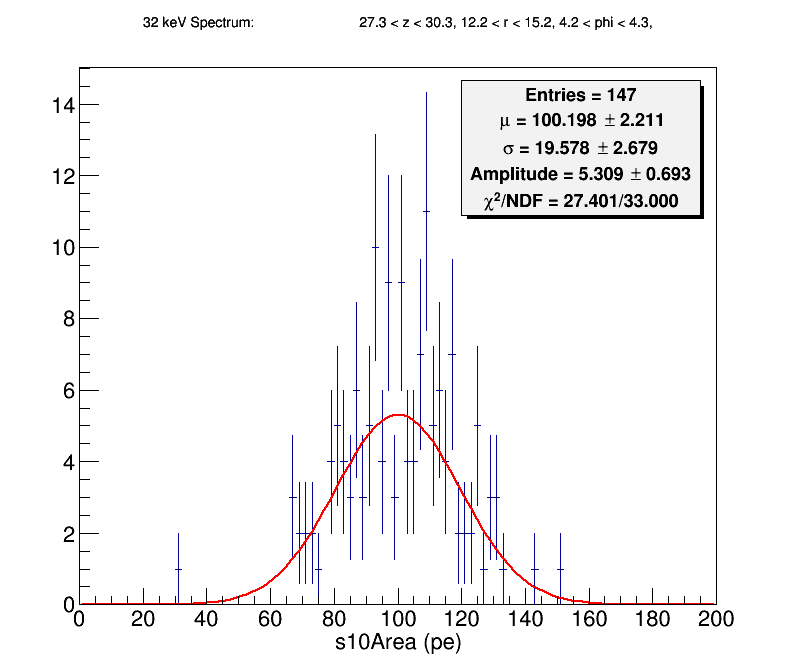 32 keV Spectrum: 27.3 < z < 30.3, 12.2 < r < 15.2, 4.2 < phi < 4.3,
Entries = 147
μ = 100.198 ± 2.211
σ = 19.578 ± 2.679
Amplitude = 5.309 ± 0.693
χ²/NDF = 27.401/33.000
14
12
10
8
6
4
2
0
0 20 40 60 80 100 120 140 160 180 200
s10Area (pe)